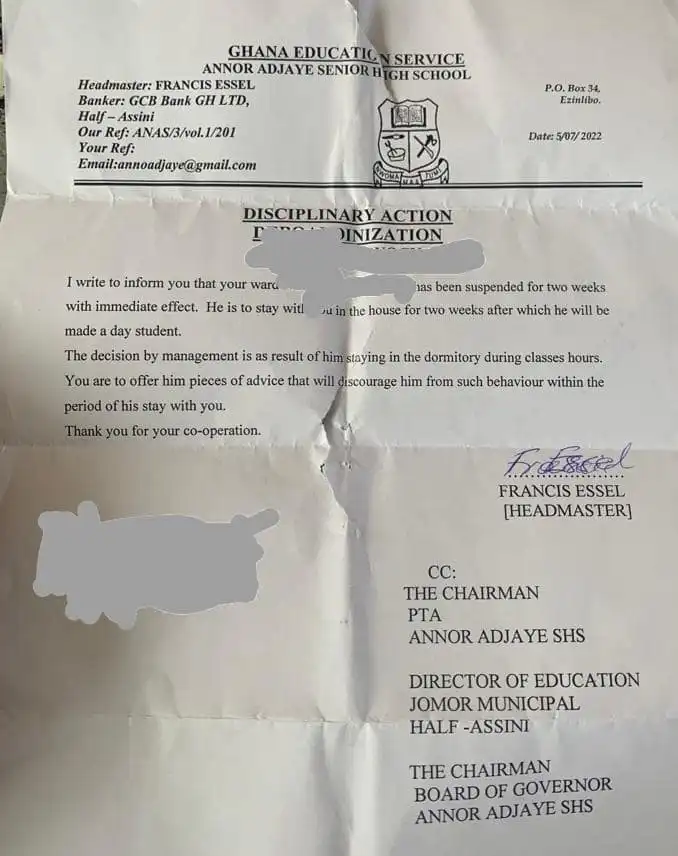 GHANA EDUCATION SERVICE
ANNOR ADJAYE SENIOR HIGH SCHOOL
Headmaster: FRANCIS ESSEL
Banker: GCB Bank GH LTD,
Half – Assini
Our Ref: ANAS/3/vol.1/201
Your Ref:
Email:annoadjaye@gmail.com
P.O. Box 34,
Ezinlibo.
Date: 5/07/2022
DISCIPLINARY ACTION
I write to inform you that your ward has been suspended for two weeks
with immediate effect. He is to stay in the house for two weeks after which he will be
made a day student.
The decision by management is as result of him staying in the dormitory during classes hours.
You are to offer him pieces of advice that will discourage him from such behaviour within the
period of his stay with you.
Thank you for your co-operation.
FRANCIS ESSEL
[HEADMASTER]
CC:
THE CHAIRMAN
PTA
ANNOR ADJAYE SHS
DIRECTOR OF EDUCATION
JOMOR MUNICIPAL
HALF -ASSINI
THE CHAIRMAN
BOARD OF GOVERNOR
ANNOR ADJAYE SHS